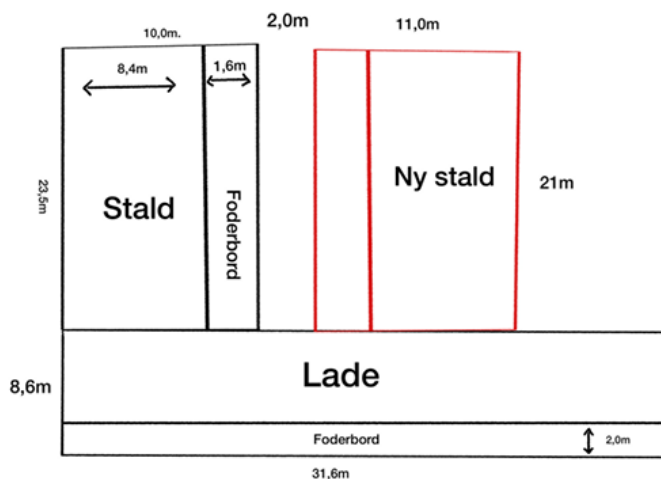 2,0m
11,0m
10,0m.
8,4m
1,6m
23,5m
Stald
Foderbord
Ny stald
21m
8,6m
Lade
Foderbord
2,0m
31,6m